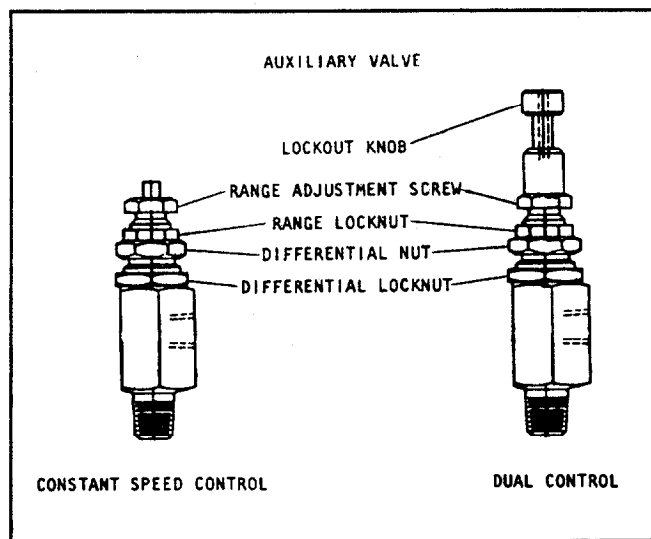 AUXILIARY VALVE
LOCKOUT KNOB
RANGE ADJUSTMENT SCREW
RANGE LOCKNUT
DIFFERENTIAL NUT
DIFFERENTIAL LOCKNUT
CONSTANT SPEED CONTROL
DUAL CONTROL